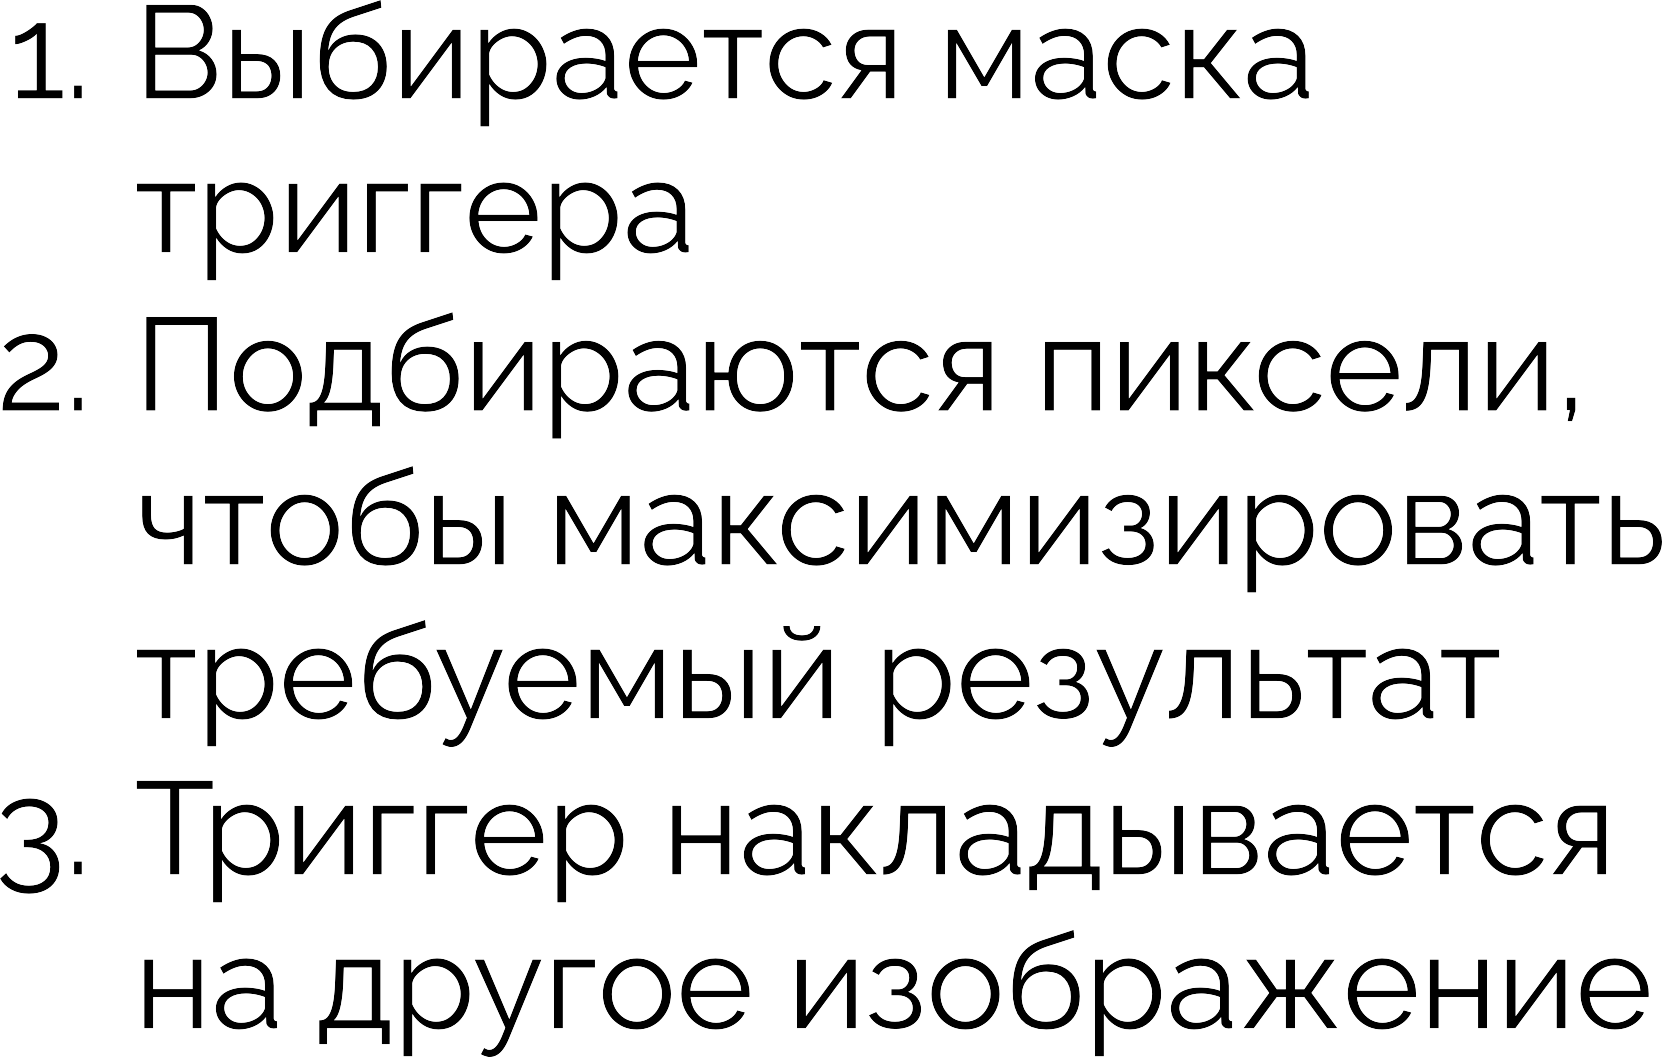 1. Выбирается маска
триггера
2. Подбираются пиксели,
чтобы максимизировать
требуемый результат
3. Триггер накладывается
на другое изображение